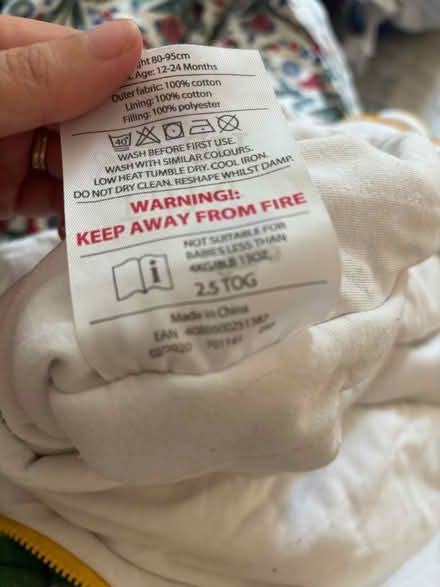 ght 80-95cm
Age: 12-24 Months
Outer fabric: 100% cotton
Lining: 100% cotton
Filling: 100% polyester
40
WASH BEFORE FIRST USE.
WASH WITH SIMILAR COLOURS.
LOW HEAT TUMBLE DRY. COOL IRON.
DO NOT DRY CLEAN. RESHAPE WHILST DAMP.
WARNING!:
KEEP AWAY FROM FIRE
NOT SUITABLE FOR
BABIES LESS THAN
4KG/8LB 13OZ.
i
2.5 TOG
Made in China
EAN